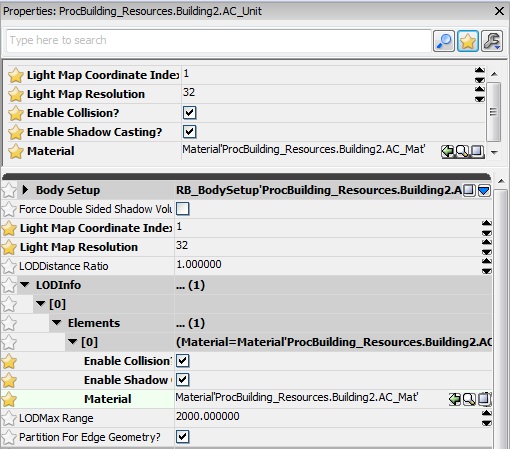 Properties: ProcBuilding_Resources.Building2.AC_Unit
Type here to search
Light Map Coordinate Index 1
Light Map Resolution 32
Enable Collision?
Enable Shadow Casting?
Material Material'ProcBuilding_Resources.Building2.AC_Mat'
Body Setup RB_BodySetup'ProcBuilding_Resources.Building2.A
Force Double Sided Shadow Volu
Light Map Coordinate Index 1
Light Map Resolution 32
LODDistance Ratio 1.000000
LODInfo ... (1)
[0]
Elements ... (1)
[0] (Material=Material'ProcBuilding_Resources.Building2.AC
Enable Collision?
Enable Shadow
Material Material'ProcBuilding_Resources.Building2.AC_Mat'
LODMax Range 2000.000000
Partition For Edge Geometry?